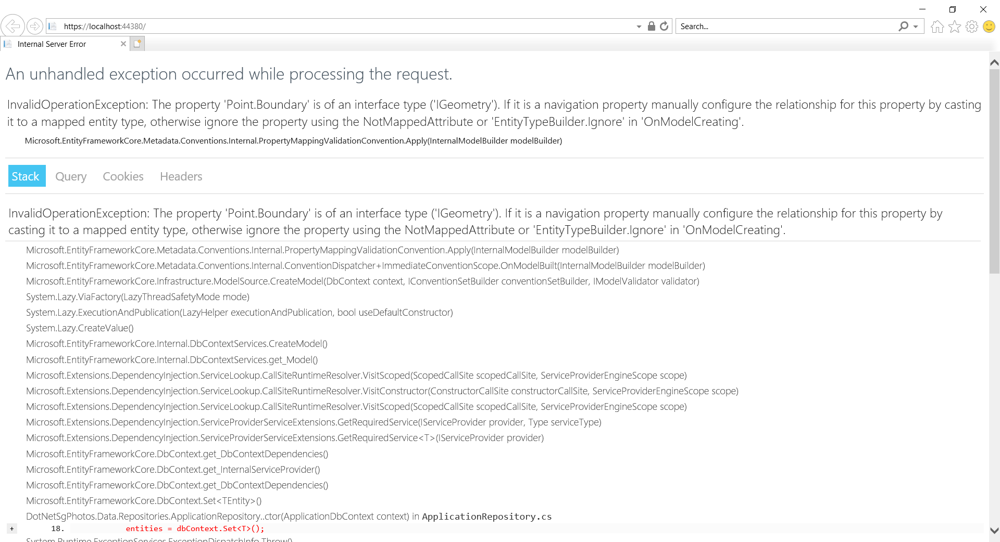 https://localhost:44380/
Search...
Internal Server Error
An unhandled exception occurred while processing the request.
InvalidOperationException: The property 'Point.Boundary' is of an interface type ('IGeometry'). If it is a navigation property manually configure the relationship for this property by casting
it to a mapped entity type, otherwise ignore the property using the NotMappedAttribute or 'EntityTypeBuilder.Ignore' in 'OnModelCreating'.
Microsoft.EntityFrameworkCore.Metadata.Conventions.Internal.PropertyMappingValidationConvention.Apply(InternalModelBuilder modelBuilder)
Stack Query Cookies Headers
InvalidOperationException: The property 'Point.Boundary' is of an interface type ('IGeometry'). If it is a navigation property manually configure the relationship for this property by
casting it to a mapped entity type, otherwise ignore the property using the NotMappedAttribute or 'EntityTypeBuilder.Ignore' in 'OnModelCreating'.
Microsoft.EntityFrameworkCore.Metadata.Conventions.Internal.PropertyMappingValidationConvention.Apply(InternalModelBuilder modelBuilder)
Microsoft.EntityFrameworkCore.Metadata.Conventions.Internal.ConventionDispatcher+ImmediateConventionScope.OnModelBuilt(InternalModelBuilder modelBuilder)
Microsoft.EntityFrameworkCore.Infrastructure.ModelSource.CreateModel(DbContext context, IConventionSetBuilder conventionSetBuilder, IModelValidator validator)
System.Lazy.ViaFactory(LazyThreadSafetyMode mode)
System.Lazy.ExecutionAndPublication(LazyHelper executionAndPublication, bool useDefaultConstructor)
System.Lazy.CreateValue()
Microsoft.EntityFrameworkCore.Internal.DbContextServices.CreateModel()
Microsoft.EntityFrameworkCore.Internal.DbContextServices.get_Model()
Microsoft.Extensions.DependencyInjection.ServiceLookup.CallSiteRuntimeResolver.VisitScoped(ScopedCallSite scopedCallSite, ServiceProviderEngineScope scope)
Microsoft.Extensions.DependencyInjection.ServiceLookup.CallSiteRuntimeResolver.VisitConstructor(ConstructorCallSite constructorCallSite, ServiceProviderEngineScope scope)
Microsoft.Extensions.DependencyInjection.ServiceLookup.CallSiteRuntimeResolver.VisitScoped(ScopedCallSite scopedCallSite, ServiceProviderEngineScope scope)
Microsoft.Extensions.DependencyInjection.ServiceProviderServiceExtensions.GetRequiredService(IServiceProvider provider, Type serviceType)
Microsoft.Extensions.DependencyInjection.ServiceProviderServiceExtensions.GetRequiredService<T>(IServiceProvider provider)
Microsoft.EntityFrameworkCore.DbContext.get_DbContextDependencies()
Microsoft.EntityFrameworkCore.DbContext.get_InternalServiceProvider()
Microsoft.EntityFrameworkCore.DbContext.get_DbContextDependencies()
Microsoft.EntityFrameworkCore.DbContext.Set<TEntity>()
DotNetSgPhotos.Data.Repositories.ApplicationRepository..ctor(ApplicationDbContext context) in ApplicationRepository.cs
+ 18. entities = dbContext.Set<T>();
System.Runtime.ExceptionServices.ExceptionDispatchInfo.Throw()